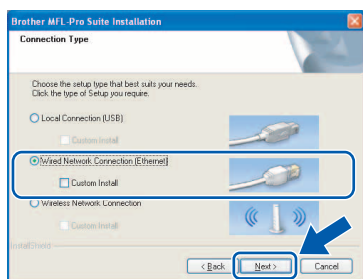 Brother MFL-Pro Suite Installation
Connection Type
Choose the setup type that best suits your needs.
Click the type of Setup you require.
Local Connection (USB)
Custom Install
Wired Network Connection (Ethernet)
Custom Install
Wireless Network Connection
Custom Install
InstallShield
< Back Next > Cancel